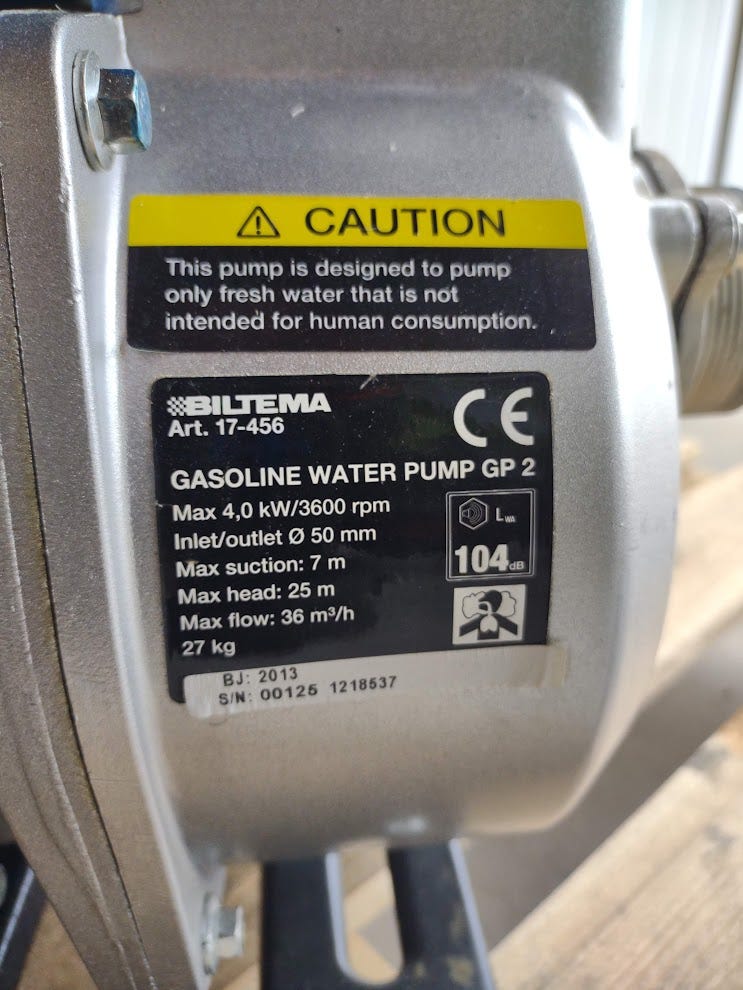 CAUTION
This pump is designed to pump
only fresh water that is not
intended for human consumption.
BILTEMA
Art. 17-456
CE
GASOLINE WATER PUMP GP 2
Max 4,0 kW/3600 rpm
Inlet/outlet Ø 50 mm
Max suction: 7 m
Max head: 25 m
Max flow: 36 m³/h
27 kg
LWA
104 dB
BJ: 2013
S/N: 00125 1218537